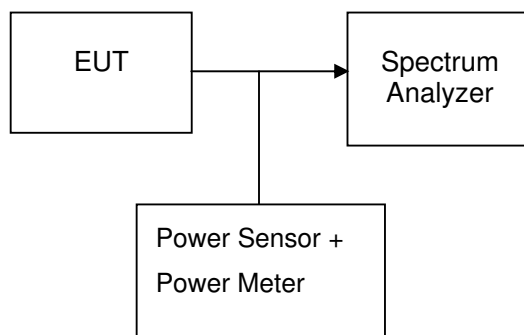 EUT
Spectrum
Analyzer
Power Sensor +
Power Meter